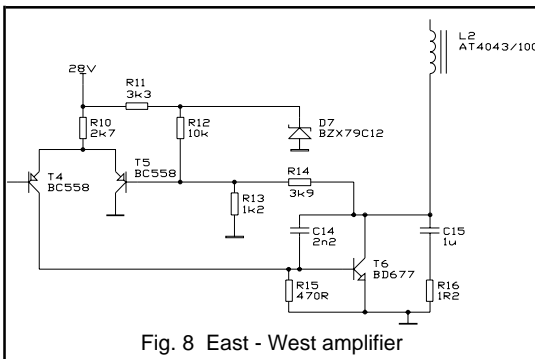 L2
AT4043/100
28V
R11
3k3
R10
2k7
R12
10k
D7
BZX79C12
T4
BC558
T5
BC558
R14
3k9
R13
1k2
C14
2n2
C15
1u
T6
BD677
R15
470R
R16
1R2
Fig. 8 East - West amplifier